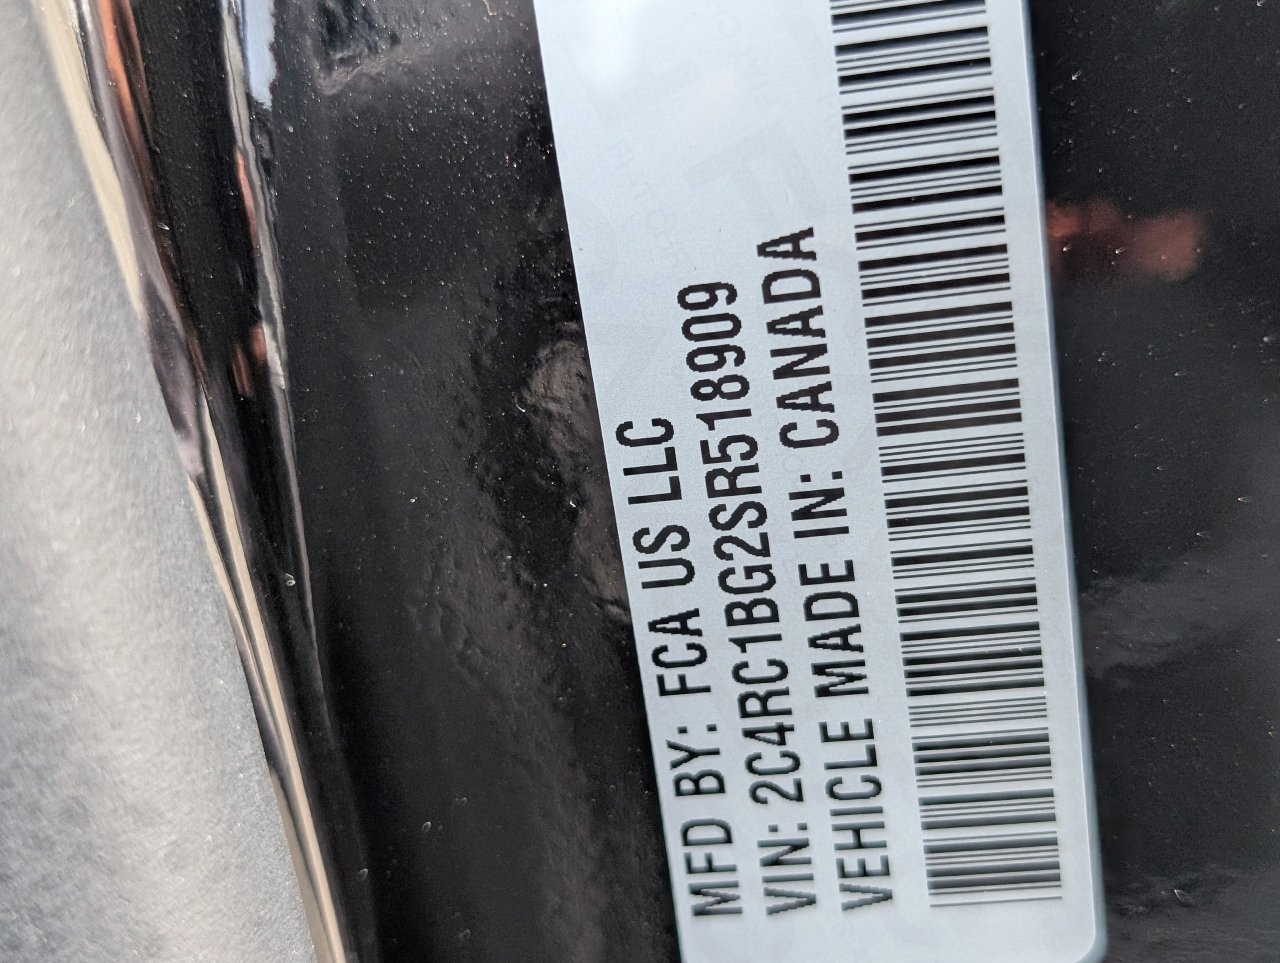 MFD BY: FCA US LLC
VIN: 2C4RC1BG2SR518909
VEHICLE MADE IN: CANADA